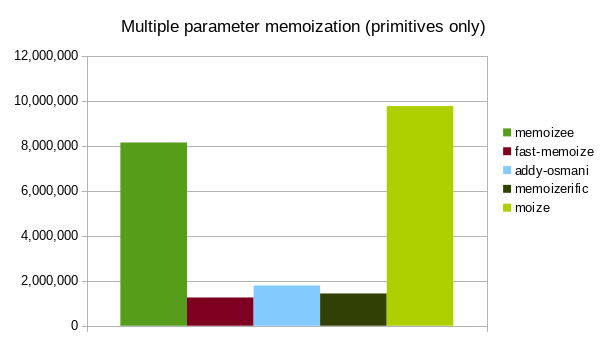 Multiple parameter memoization (primitives only)
12,000,000
10,000,000
8,000,000
6,000,000
4,000,000
2,000,000
0
memoizee
fast-memoize
addy-osmani
memoizerific
moize